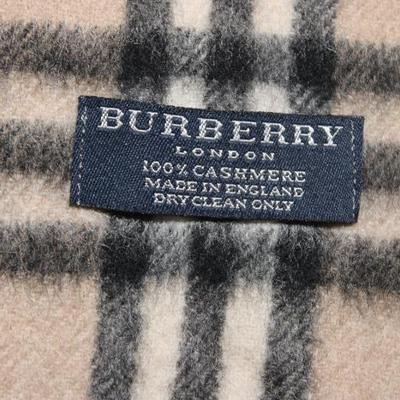 BURBERRY
LONDON
100% CASHMERE
MADE IN ENGLAND
DRY CLEAN ONLY